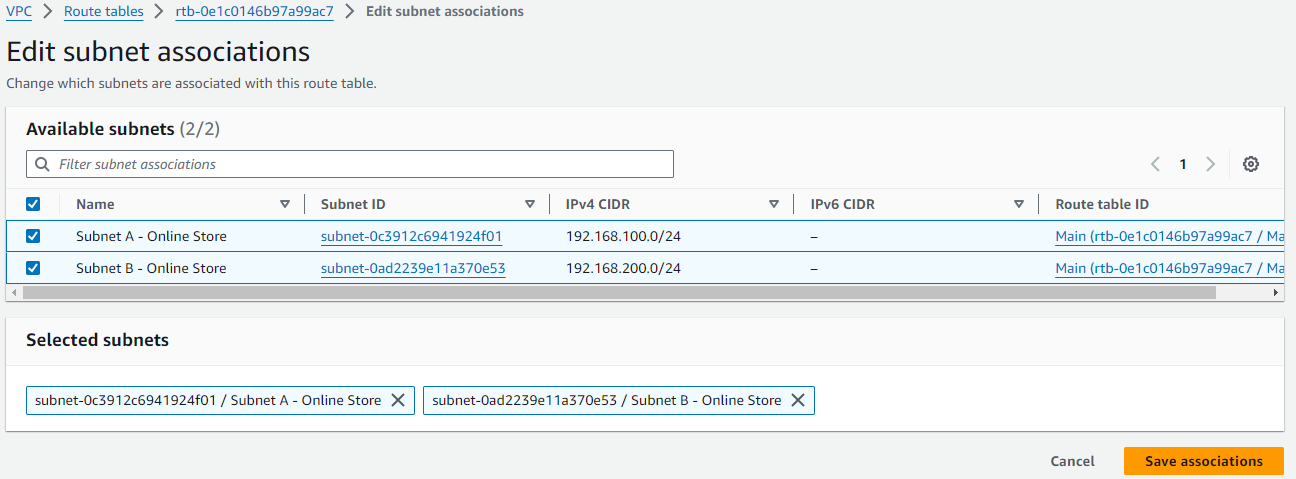 VPC > Route tables > rtb-0e1c0146b97a99ac7 > Edit subnet associations
Edit subnet associations
Change which subnets are associated with this route table.
Available subnets (2/2)
Filter subnet associations
1
Name Subnet ID IPv4 CIDR IPv6 CIDR Route table ID
Subnet A - Online Store subnet-0c3912c6941924f01 192.168.100.0/24 – Main (rtb-0e1c0146b97a99ac7 / Ma
Subnet B - Online Store subnet-0ad2239e11a370e53 192.168.200.0/24 – Main (rtb-0e1c0146b97a99ac7 / Ma
Selected subnets
subnet-0c3912c6941924f01 / Subnet A - Online Store subnet-0ad2239e11a370e53 / Subnet B - Online Store
Cancel Save associations